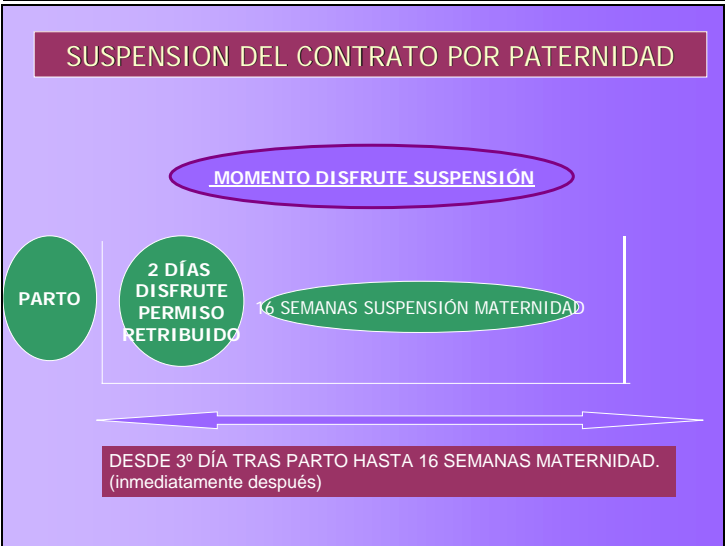 SUSPENSION DEL CONTRATO POR PATERNIDAD
MOMENTO DISFRUTE SUSPENSIÓN
PARTO
2 DÍAS
DISFRUTE
PERMISO
RETRIBUIDO
16 SEMANAS SUSPENSIÓN MATERNIDAD
DESDE 3º DÍA TRAS PARTO HASTA 16 SEMANAS MATERNIDAD.
(inmediatamente después)